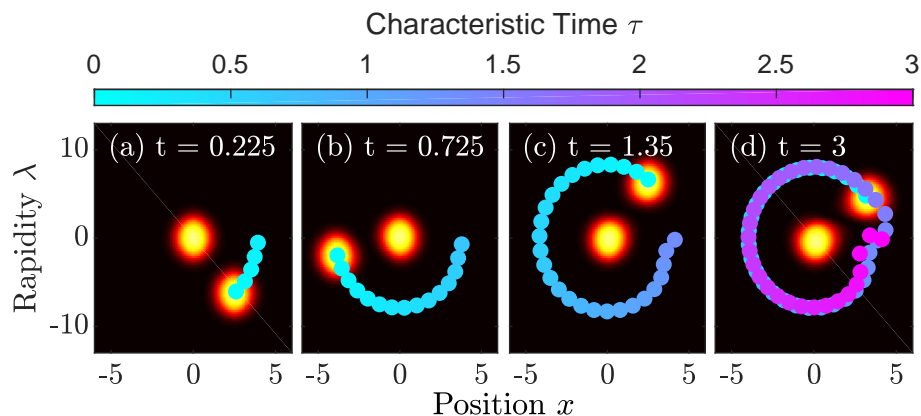 Characteristic Time τ
0 0.5 1 1.5 2 2.5 3
(a) t = 0.225 (b) t = 0.725 (c) t = 1.35 (d) t = 3
10
0
-10
Rapidity λ
-5 0 5 -5 0 5 -5 0 5 -5 0 5
Position x